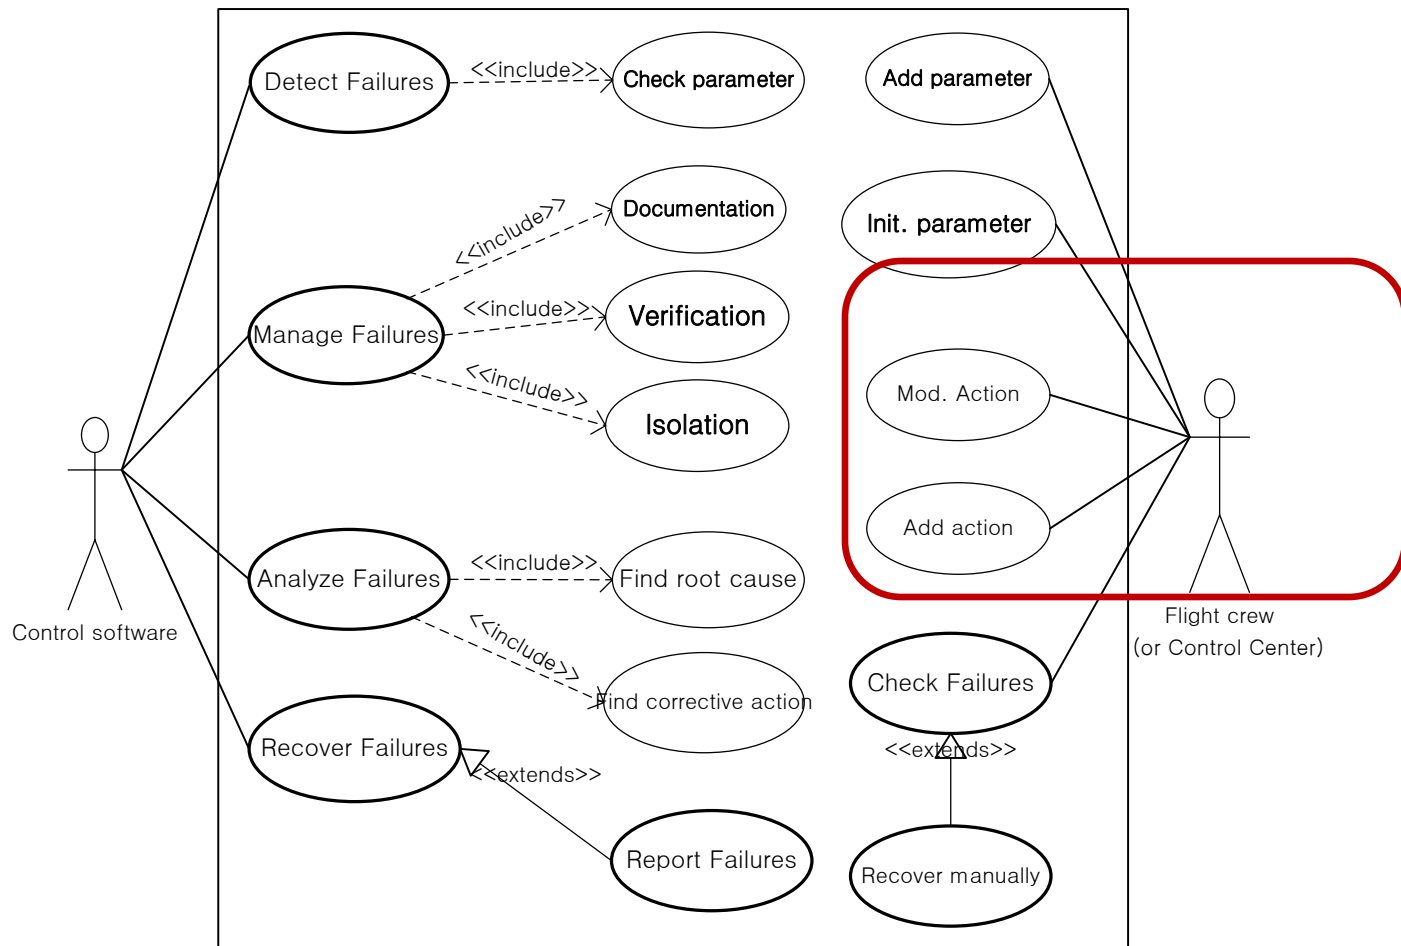 Detect Failures
<<include>>
Check parameter
Add parameter
Documentation
<<include>>
Init. parameter
Manage Failures
<<include>>
Verification
<<include>>
Isolation
Mod. Action
Add action
Control software
Flight crew
(or Control Center)
Analyze Failures
<<include>>
Find root cause
<<include>>
Find corrective action
Check Failures
<<extends>>
Recover Failures
<<extends>>
Report Failures
Recover manually